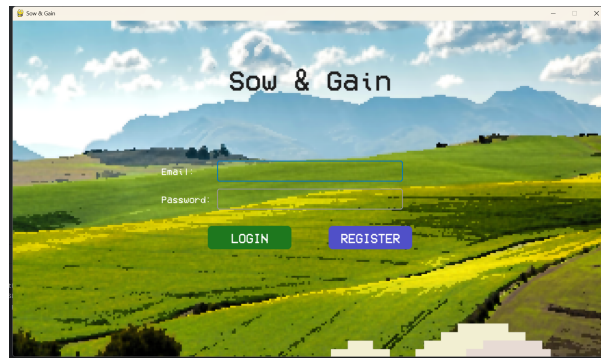 Sow & Gain
Sow & Gain
Email:
Password:
LOGIN
REGISTER